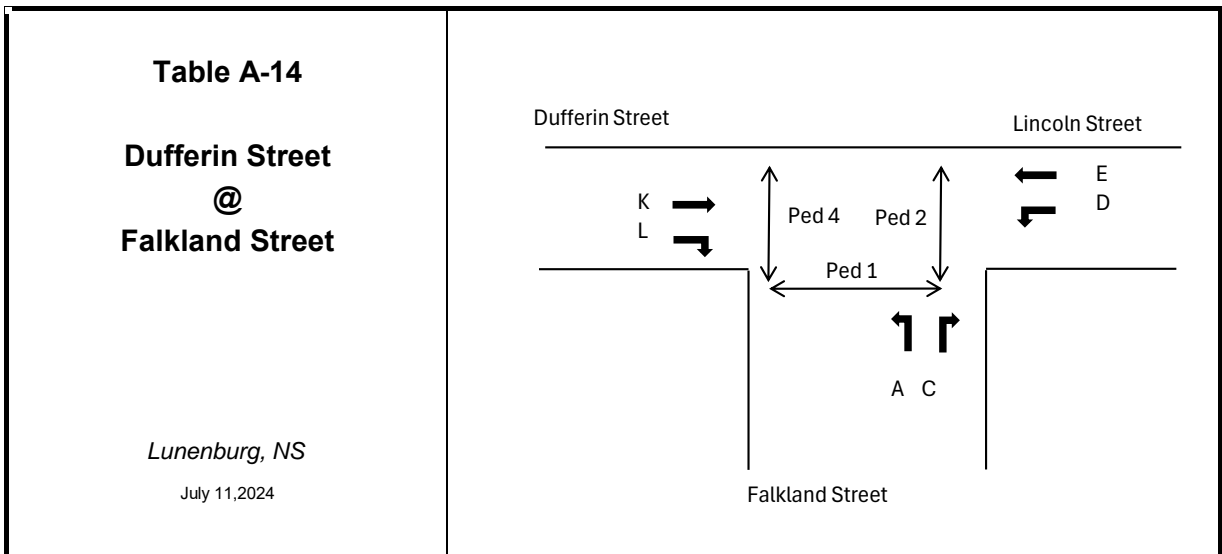 Table A-14
Dufferin Street
@
Falkland Street
Lunenburg, NS
July 11,2024
Dufferin Street
Lincoln Street
K
L
Ped 4
Ped 2
E
D
Ped 1
A C
Falkland Street